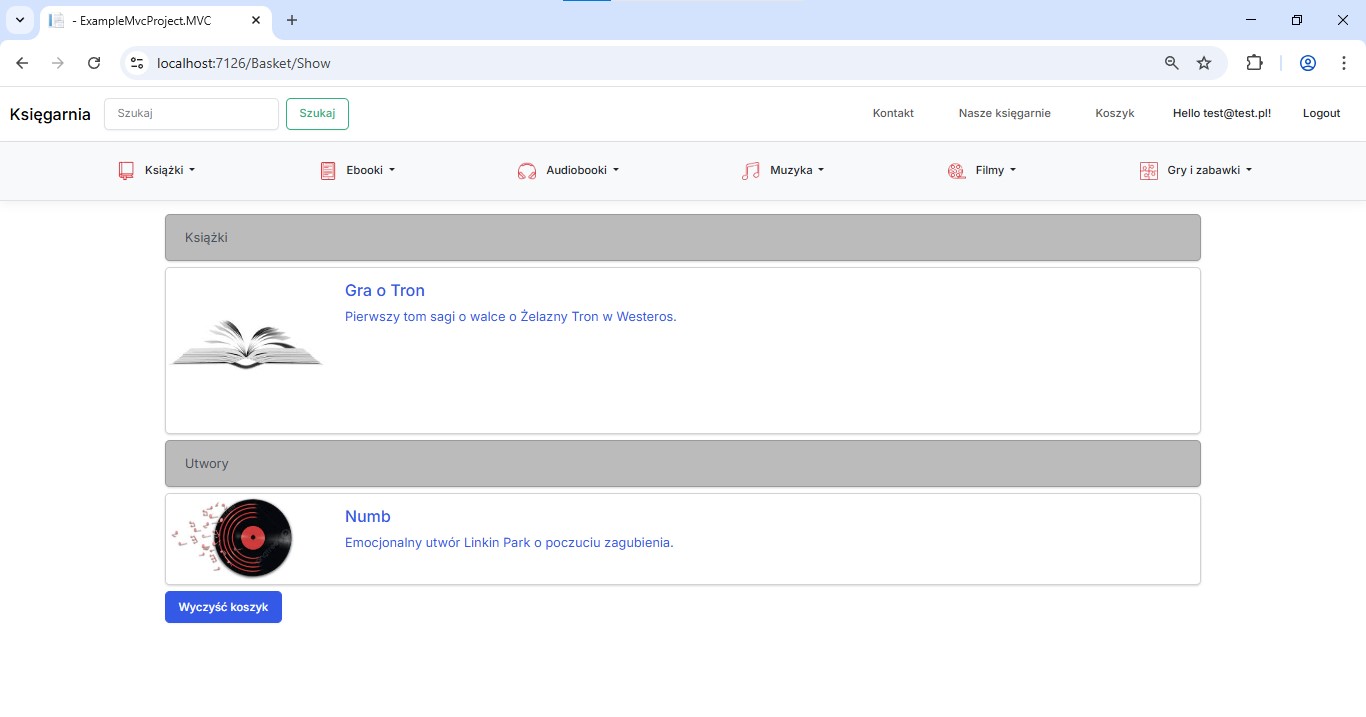 - ExampleMvcProject.MVC
localhost:7126/Basket/Show
Księgarnia Szukaj Szukaj Kontakt Nasze księgarnie Koszyk Hello test@test.pl! Logout
Książki Ebooki Audiobooki Muzyka Filmy Gry i zabawki
Książki
Gra o Tron
Pierwszy tom sagi o walce o Żelazny Tron w Westeros.
Utwory
Numb
Emocjonalny utwór Linkin Park o poczuciu zagubienia.
Wyczyść koszyk